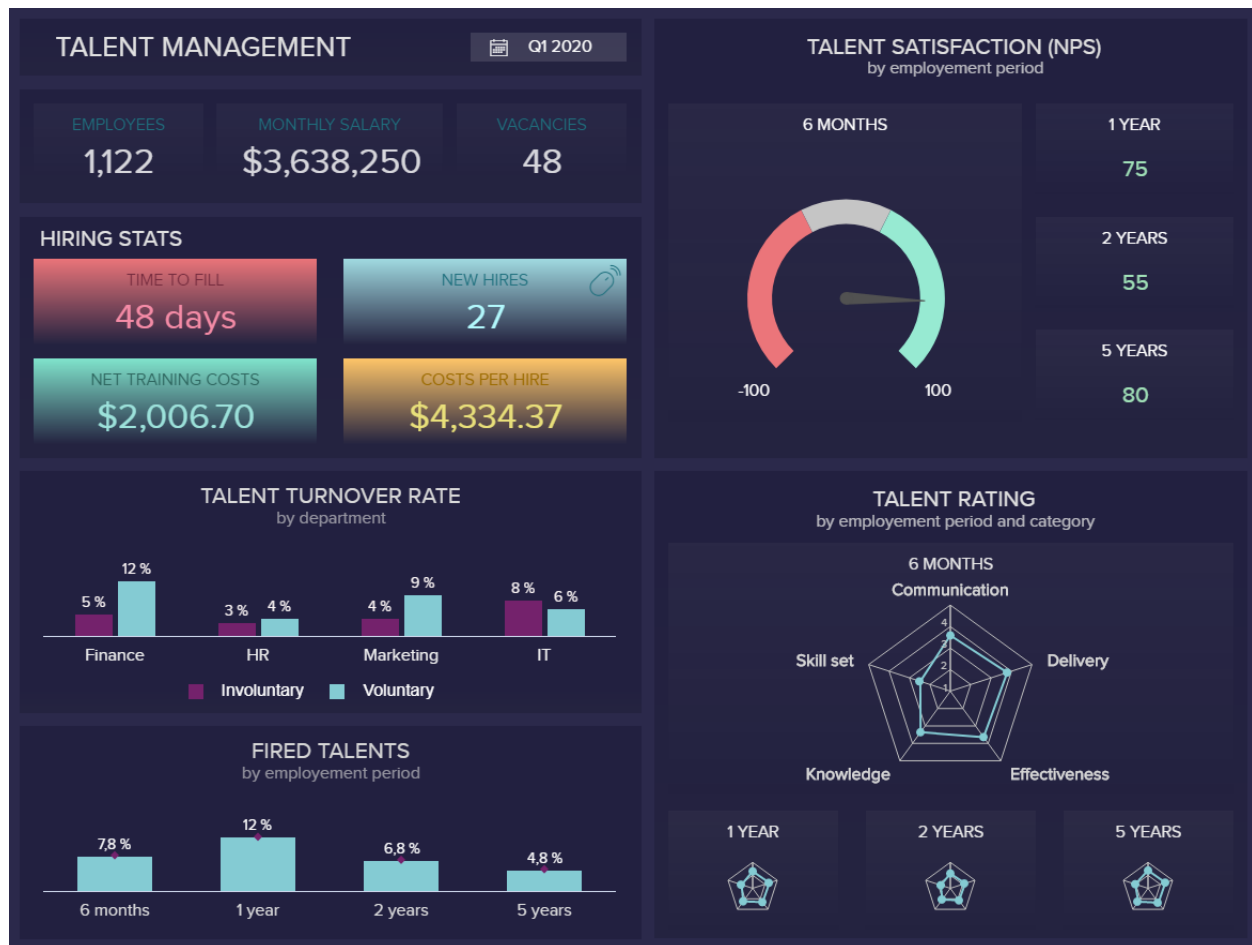 TALENT MANAGEMENT
Q1 2020
EMPLOYEES
1,122
MONTHLY SALARY
$3,638,250
VACANCIES
48
HIRING STATS
TIME TO FILL
48 days
NEW HIRES
27
NET TRAINING COSTS
$2,006.70
COSTS PER HIRE
$4,334.37
TALENT SATISFACTION (NPS)
by employement period
6 MONTHS
-100
100
1 YEAR
75
2 YEARS
55
5 YEARS
80
TALENT TURNOVER RATE
by department
5 %
12 %
3 %
4 %
4 %
9 %
8 %
6 %
Finance
HR
Marketing
IT
Involuntary
Voluntary
FIRED TALENTS
by employement period
7,8 %
12 %
6,8 %
4,8 %
6 months
1 year
2 years
5 years
TALENT RATING
by employement period and category
6 MONTHS
Communication
4
3
2
1
Skill set
Delivery
Knowledge
Effectiveness
1 YEAR
2 YEARS
5 YEARS